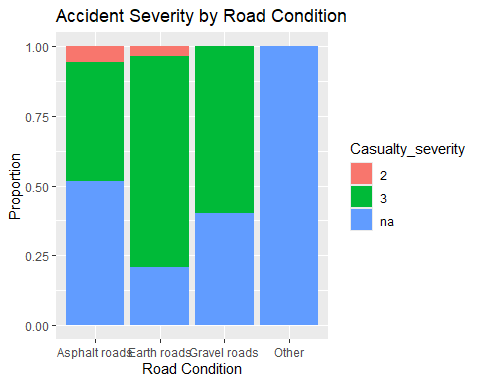 Accident Severity by Road Condition
1.00
0.75
0.50
0.25
0.00
Proportion
Asphalt roads Earth roads Gravel roads Other
Road Condition
Casualty_severity
2
3
na